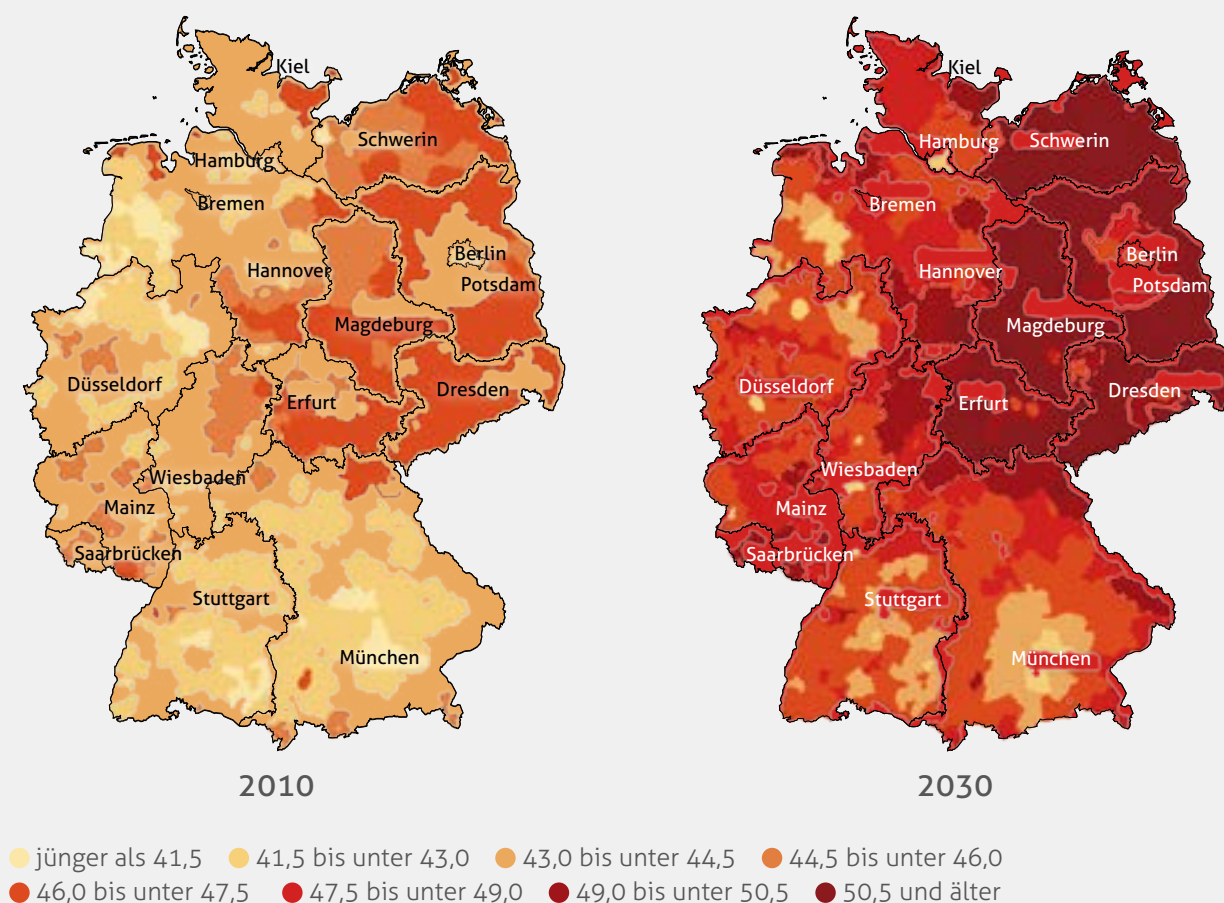 Kiel
Schwerin
Hamburg
Bremen
Berlin
Hannover
Potsdam
Magdeburg
Düsseldorf
Dresden
Erfurt
Wiesbaden
Mainz
Saarbrücken
Stuttgart
München
2010
Kiel
Hamburg
Schwerin
Bremen
Berlin
Hannover
Potsdam
Magdeburg
Düsseldorf
Dresden
Erfurt
Wiesbaden
Mainz
Saarbrücken
Stuttgart
München
2030
jünger als 41,5 41,5 bis unter 43,0 43,0 bis unter 44,5 44,5 bis unter 46,0
46,0 bis unter 47,5 47,5 bis unter 49,0 49,0 bis unter 50,5 50,5 und älter